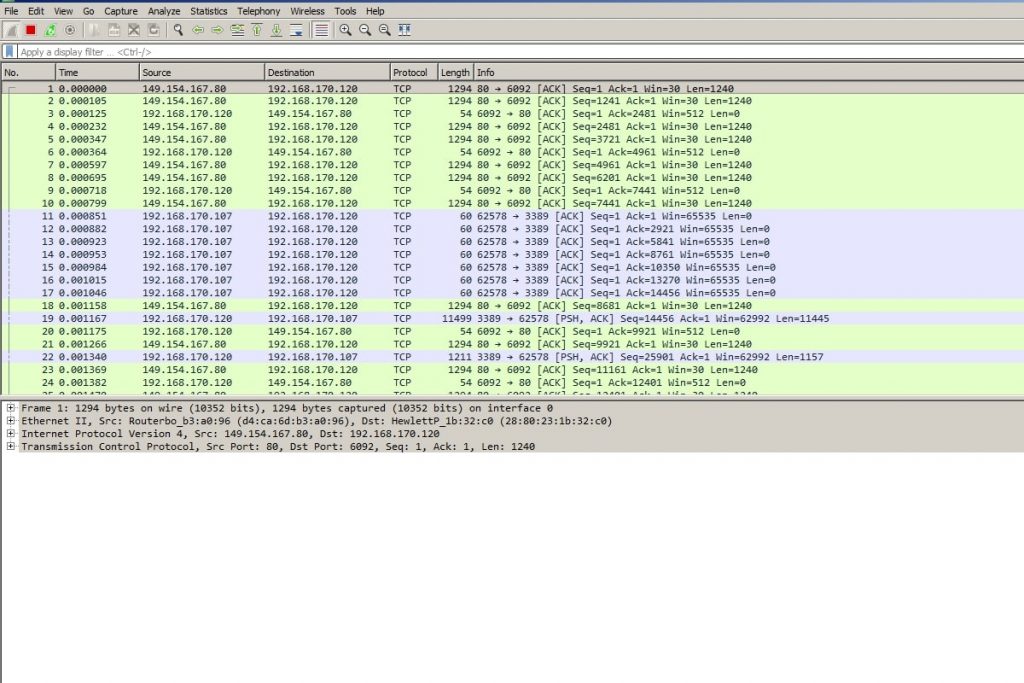 File Edit View Go Capture Analyze Statistics Telephony Wireless Tools Help
Apply a display filter ... <Ctrl-/>
No. Time Source Destination Protocol Length Info
1 0.000000 149.154.167.80 192.168.170.120 TCP 1294 80 → 6092 [ACK] Seq=1 Ack=1 Win=30 Len=1240
2 0.000105 149.154.167.80 192.168.170.120 TCP 1294 80 → 6092 [ACK] Seq=1241 Ack=1 Win=30 Len=1240
3 0.000125 192.168.170.120 149.154.167.80 TCP 54 6092 → 80 [ACK] Seq=1 Ack=2481 Win=512 Len=0
4 0.000232 149.154.167.80 192.168.170.120 TCP 1294 80 → 6092 [ACK] Seq=2481 Ack=1 Win=30 Len=1240
5 0.000347 149.154.167.80 192.168.170.120 TCP 1294 80 → 6092 [ACK] Seq=3721 Ack=1 Win=30 Len=1240
6 0.000364 192.168.170.120 149.154.167.80 TCP 54 6092 → 80 [ACK] Seq=1 Ack=4961 Win=512 Len=0
7 0.000597 149.154.167.80 192.168.170.120 TCP 1294 80 → 6092 [ACK] Seq=4961 Ack=1 Win=30 Len=1240
8 0.000695 149.154.167.80 192.168.170.120 TCP 1294 80 → 6092 [ACK] Seq=6201 Ack=1 Win=30 Len=1240
9 0.000718 192.168.170.120 149.154.167.80 TCP 54 6092 → 80 [ACK] Seq=1 Ack=7441 Win=512 Len=0
10 0.000799 149.154.167.80 192.168.170.120 TCP 1294 80 → 6092 [ACK] Seq=7441 Ack=1 Win=30 Len=1240
11 0.000851 192.168.170.107 192.168.170.120 TCP 60 62578 → 3389 [ACK] Seq=1 Ack=1 Win=65535 Len=0
12 0.000882 192.168.170.107 192.168.170.120 TCP 60 62578 → 3389 [ACK] Seq=1 Ack=2921 Win=65535 Len=0
13 0.000923 192.168.170.107 192.168.170.120 TCP 60 62578 → 3389 [ACK] Seq=1 Ack=5841 Win=65535 Len=0
14 0.000953 192.168.170.107 192.168.170.120 TCP 60 62578 → 3389 [ACK] Seq=1 Ack=8761 Win=65535 Len=0
15 0.000984 192.168.170.107 192.168.170.120 TCP 60 62578 → 3389 [ACK] Seq=1 Ack=10350 Win=65535 Len=0
16 0.001015 192.168.170.107 192.168.170.120 TCP 60 62578 → 3389 [ACK] Seq=1 Ack=13270 Win=65535 Len=0
17 0.001046 192.168.170.107 192.168.170.120 TCP 60 62578 → 3389 [ACK] Seq=1 Ack=14456 Win=65535 Len=0
18 0.001158 149.154.167.80 192.168.170.120 TCP 1294 80 → 6092 [ACK] Seq=8681 Ack=1 Win=30 Len=1240
19 0.001167 192.168.170.120 192.168.170.107 TCP 11499 3389 → 62578 [PSH, ACK] Seq=14456 Ack=1 Win=62992 Len=11445
20 0.001175 192.168.170.120 149.154.167.80 TCP 54 6092 → 80 [ACK] Seq=1 Ack=9921 Win=512 Len=0
21 0.001266 149.154.167.80 192.168.170.120 TCP 1294 80 → 6092 [ACK] Seq=9921 Ack=1 Win=30 Len=1240
22 0.001340 192.168.170.120 192.168.170.107 TCP 1211 3389 → 62578 [PSH, ACK] Seq=25901 Ack=1 Win=62992 Len=1157
23 0.001369 149.154.167.80 192.168.170.120 TCP 1294 80 → 6092 [ACK] Seq=11161 Ack=1 Win=30 Len=1240
24 0.001382 192.168.170.120 149.154.167.80 TCP 54 6092 → 80 [ACK] Seq=1 Ack=12401 Win=512 Len=0
Frame 1: 1294 bytes on wire (10352 bits), 1294 bytes captured (10352 bits) on interface 0
Ethernet II, Src: Routerbo_b3:a0:96 (d4:ca:6d:b3:a0:96), Dst: HewlettP_1b:32:c0 (28:80:23:1b:32:c0)
Internet Protocol Version 4, Src: 149.154.167.80, Dst: 192.168.170.120
Transmission Control Protocol, Src Port: 80, Dst Port: 6092, Seq: 1, Ack: 1, Len: 1240